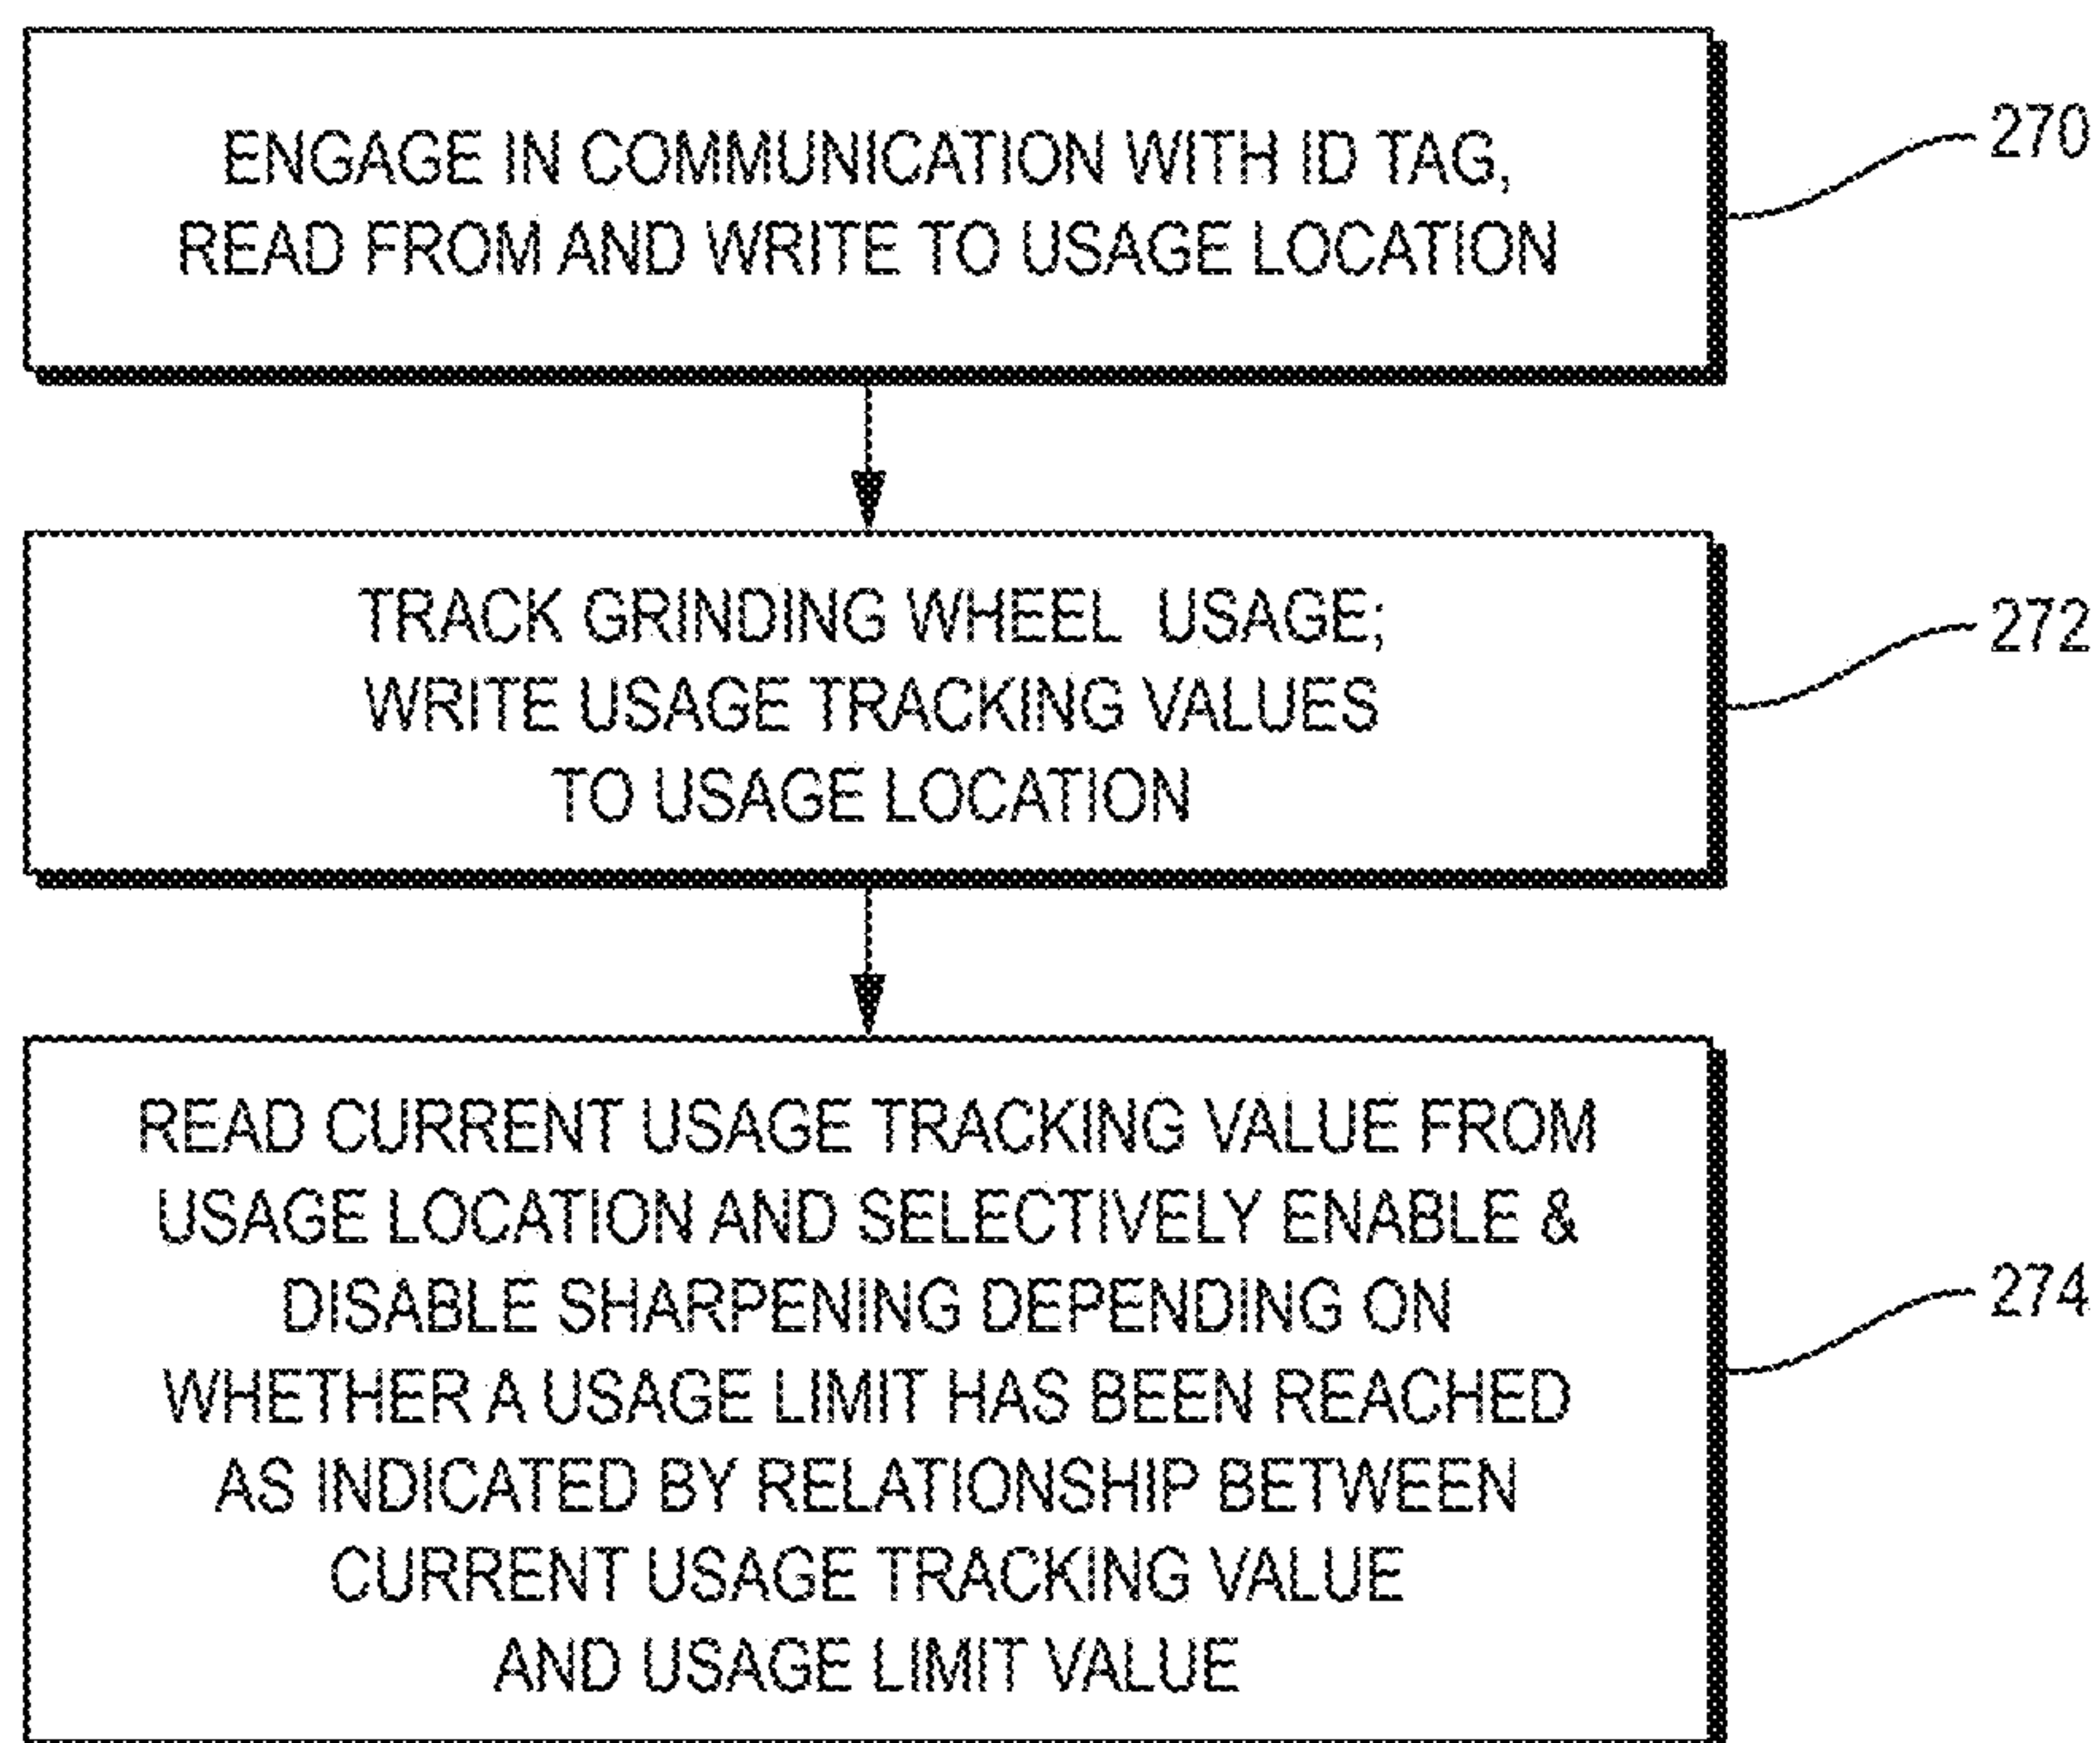 ENGAGE IN COMMUNICATION WITH ID TAG,
READ FROM AND WRITE TO USAGE LOCATION
270
TRACK GRINDING WHEEL USAGE;
WRITE USAGE TRACKING VALUES
TO USAGE LOCATION
272
READ CURRENT USAGE TRACKING VALUE FROM
USAGE LOCATION AND SELECTIVELY ENABLE &
DISABLE SHARPENING DEPENDING ON
WHETHER A USAGE LIMIT HAS BEEN REACHED
AS INDICATED BY RELATIONSHIP BETWEEN
CURRENT USAGE TRACKING VALUE
AND USAGE LIMIT VALUE
274